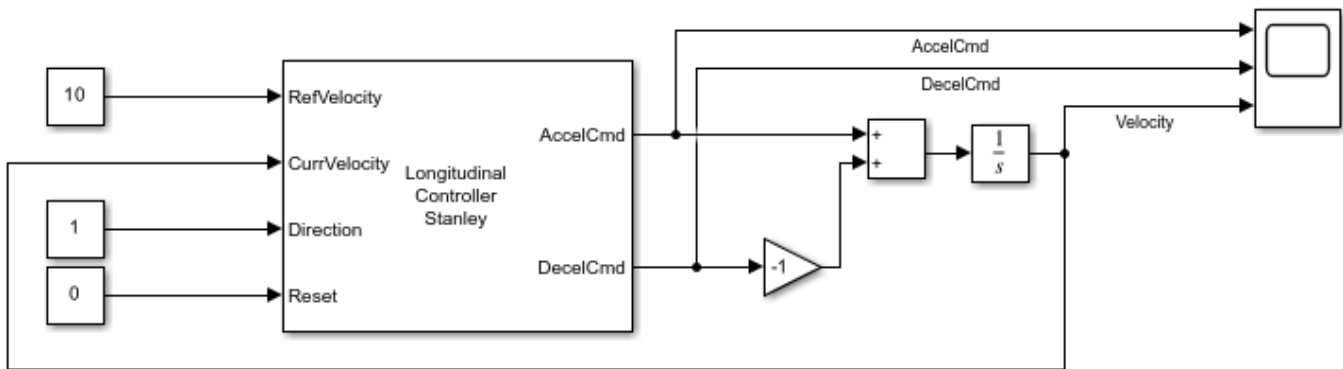 AccelCmd
10
RefVelocity
DecelCmd
AccelCmd
+
1
s
Velocity
CurrVelocity
+
Longitudinal
Controller
Stanley
1
Direction
DecelCmd
-1
0
Reset